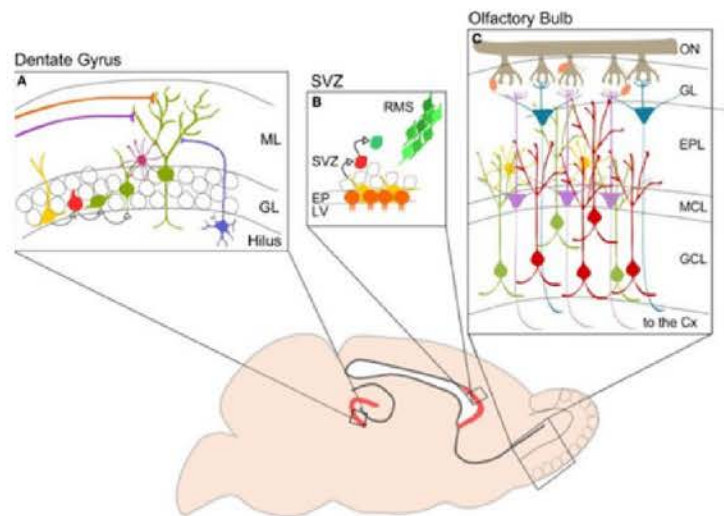 Dentate Gyrus
A
ML
GL
Hilus
SVZ
B
RMS
SVZ
EP
LV
Olfactory Bulb
C
ON
GL
EPL
MCL
GCL
to the Cx